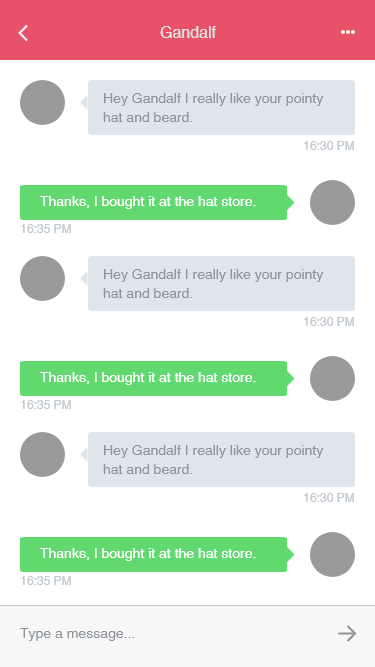 Gandalf
Hey Gandalf I really like your pointy
hat and beard.
16:30 PM
Thanks, I bought it at the hat store.
16:35 PM
Hey Gandalf I really like your pointy
hat and beard.
16:30 PM
Thanks, I bought it at the hat store.
16:35 PM
Hey Gandalf I really like your pointy
hat and beard.
16:30 PM
Thanks, I bought it at the hat store.
16:35 PM
Type a message...